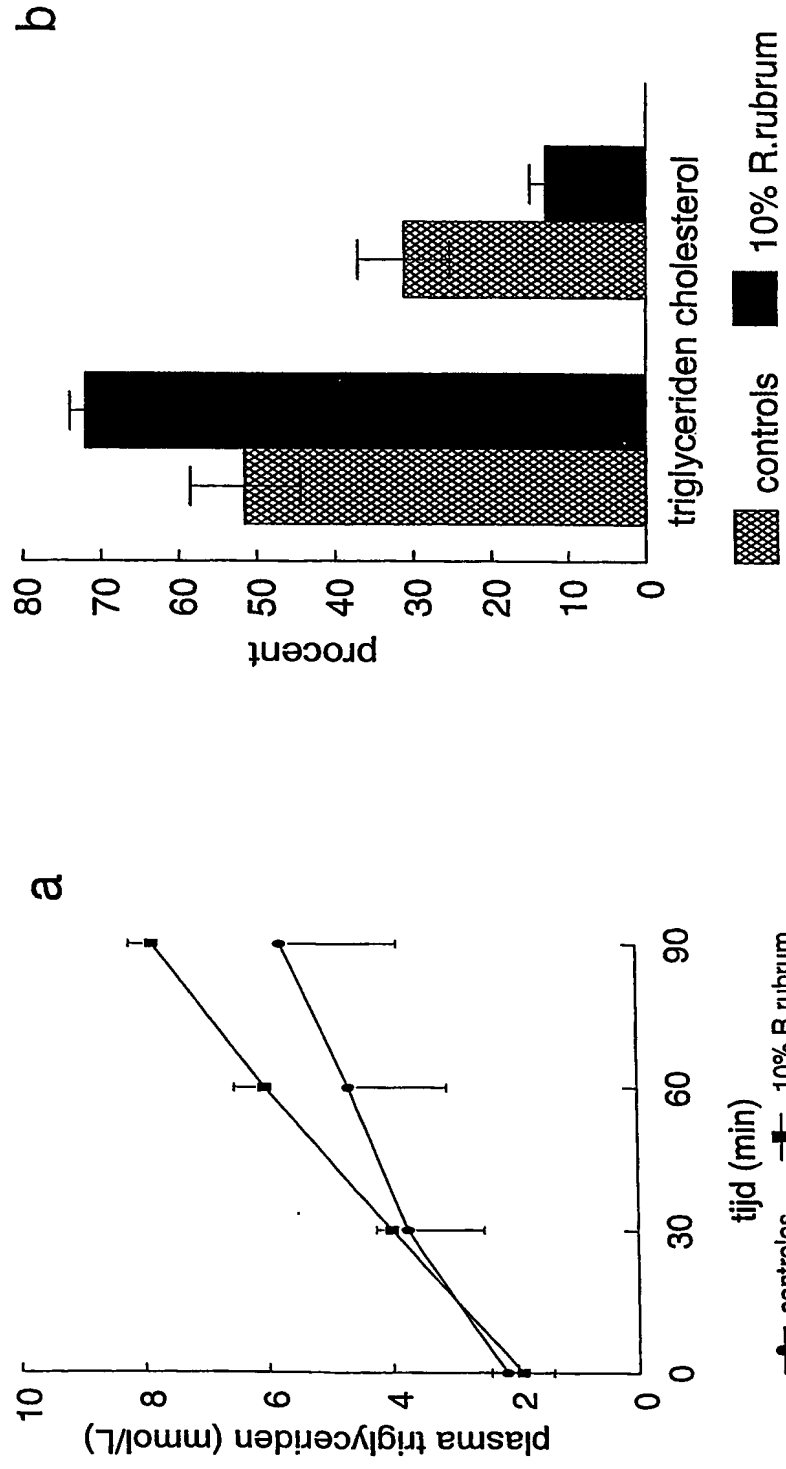 a
plasma triglyceriden (mmol/L)
10
8
6
4
2
0
0 30 60 90
tijd (min)
controles 10% R.rubrum
b
procent
80
70
60
50
40
30
20
10
0
triglyceriden cholesterol
controls 10% R.rubrum